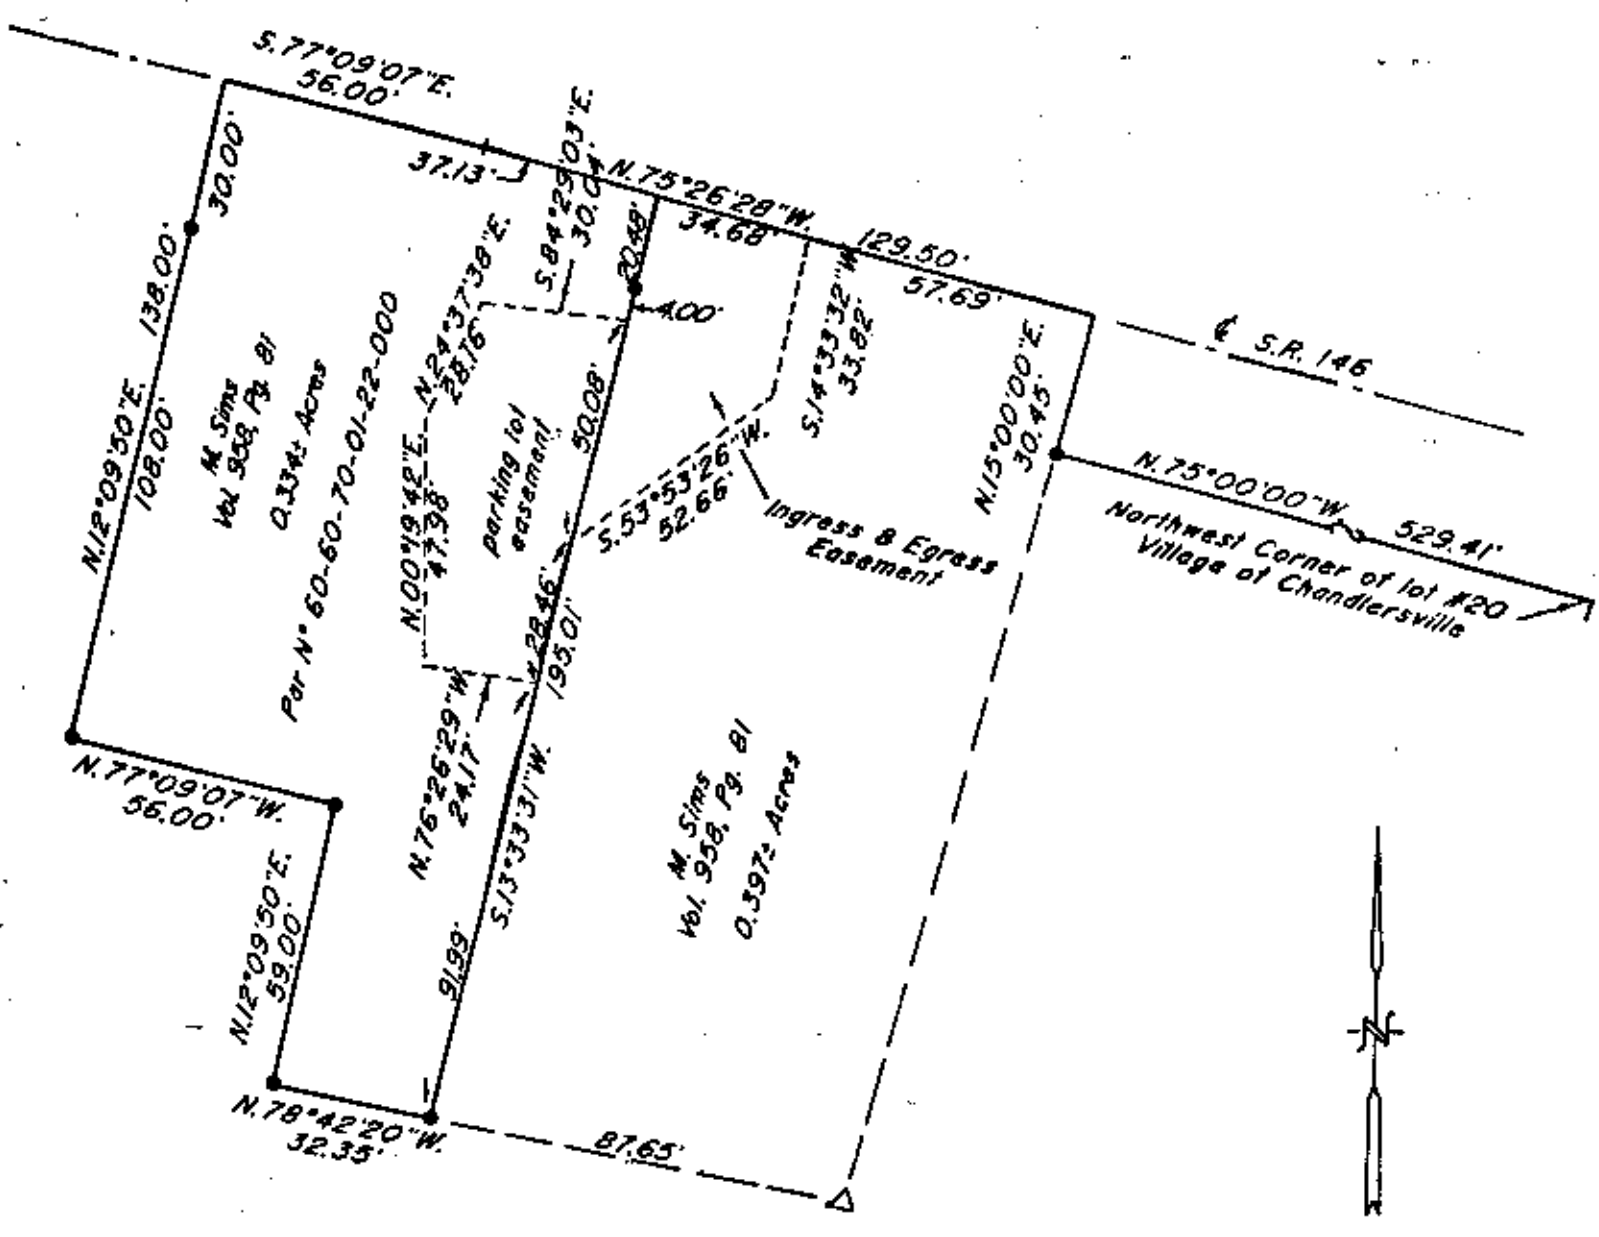 S.77°09'07"E.
56.00'
37.13'
30.00'
138.00'
N.12°09'50"E.
108.00'
M. Sims
Vol. 958, Pg. 81
0.334± Acres
Par Nº 60-60-70-01-22-000
S.84°29'03"E.
30.04'
N.75°26'28"W.
34.68'
129.50'
57.69'
20.48'
4.00'
N.24°37'38"E.
28.76'
N.00°19'42"E.
47.98'
parking lot
easement
50.08'
S.14°33'32"W.
33.82'
S.53°53'26"W.
52.66'
Ingress & Egress
Easement
N.15°00'00"E.
30.45'
₵ S.R. 146
N.75°00'00"W.
529.41'
Northwest Corner of lot #20
Village of Chandlersville
28.46'
195.01'
N.76°26'29"W.
24.17'
S.13°33'31"W.
91.99'
M. Sims
Vol. 958, Pg. 81
0.397± Acres
N.77°09'07"W.
56.00'
N.12°09'50"E.
59.00'
N.78°42'20"W.
32.35'
87.65'
N